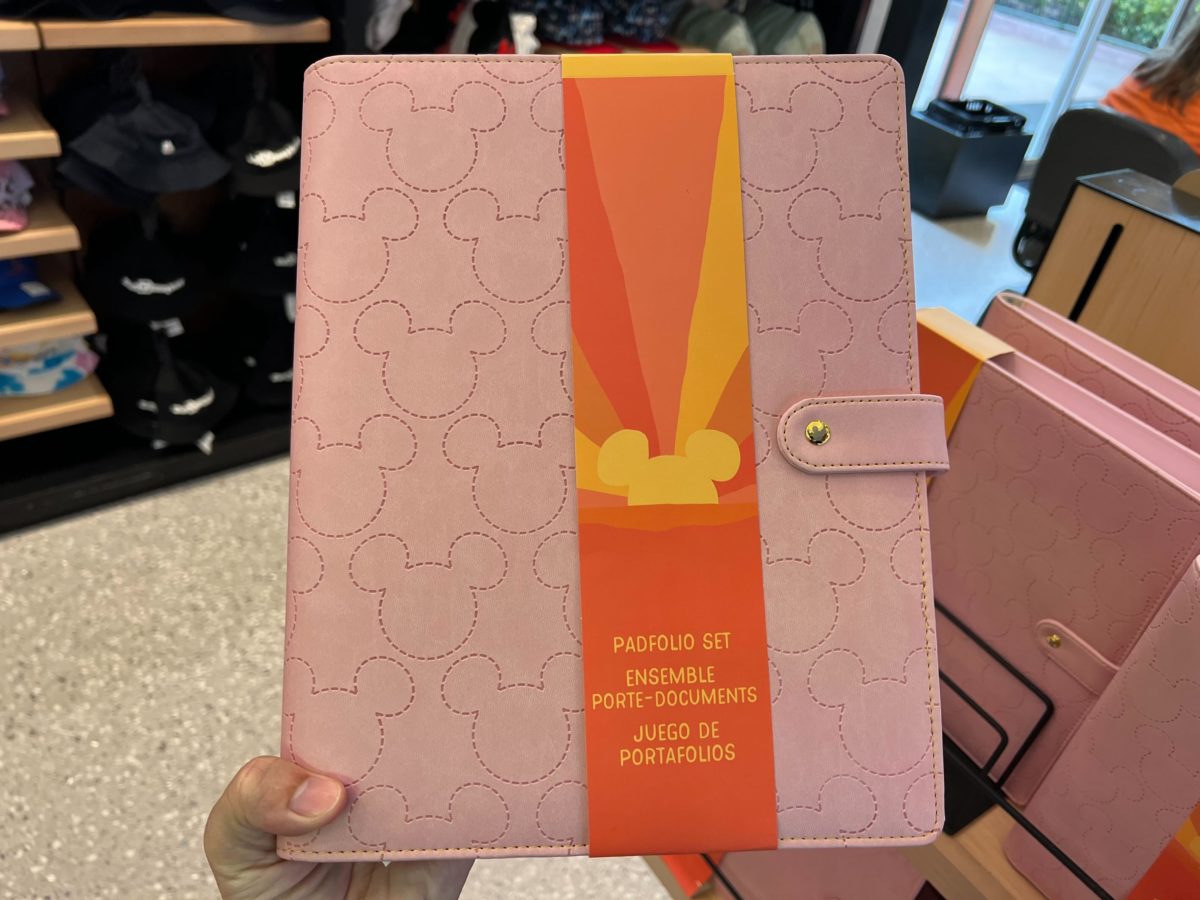 PADFOLIO SET
ENSEMBLE
PORTE-DOCUMENTS
JUEGO DE
PORTAFOLIOS